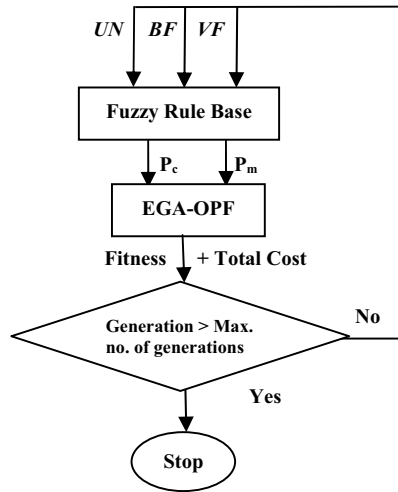 UN BF VF
Fuzzy Rule Base
Pc Pm
EGA-OPF
Fitness + Total Cost
Generation > Max.
no. of generations
No
Yes
Stop